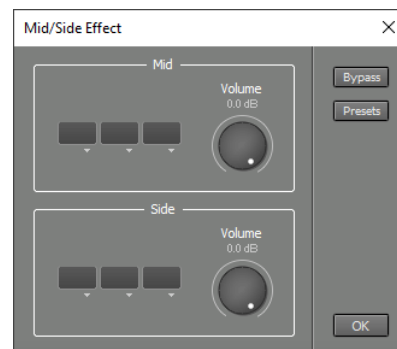 Mid/Side Effect
Mid
Volume
0.0 dB
Bypass
Presets
Side
Volume
0.0 dB
OK